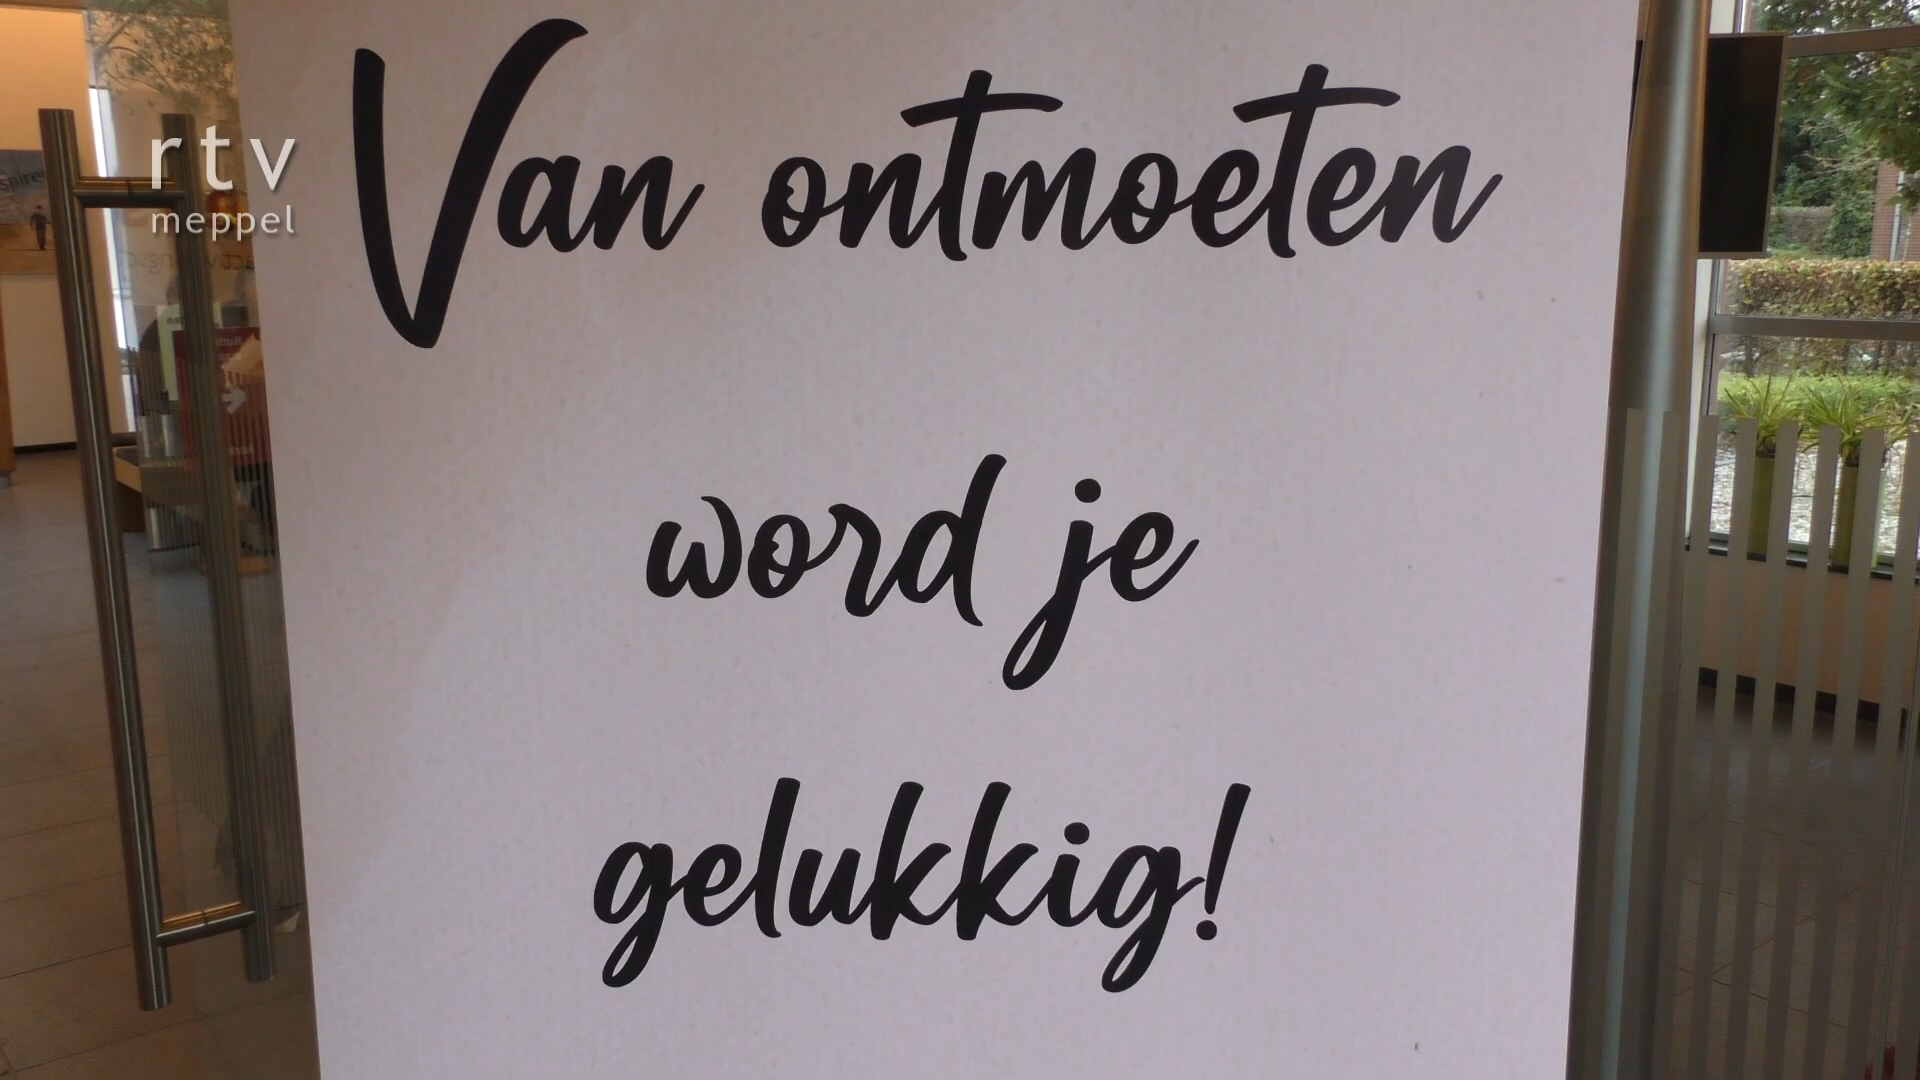 rtv
meppel
Van ontmoeten
word je
gelukkig!